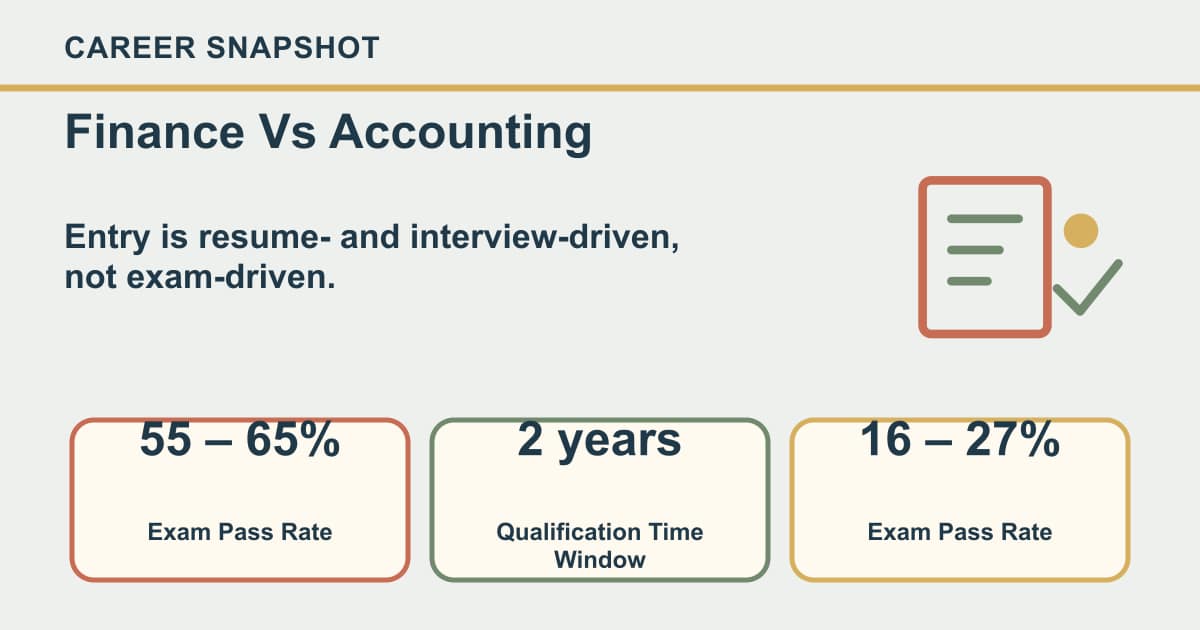 CAREER SNAPSHOT
Finance Vs Accounting
Entry is resume- and interview-driven,
not exam-driven.
55 – 65%
Exam Pass Rate
2 years
Qualification Time
Window
16 – 27%
Exam Pass Rate